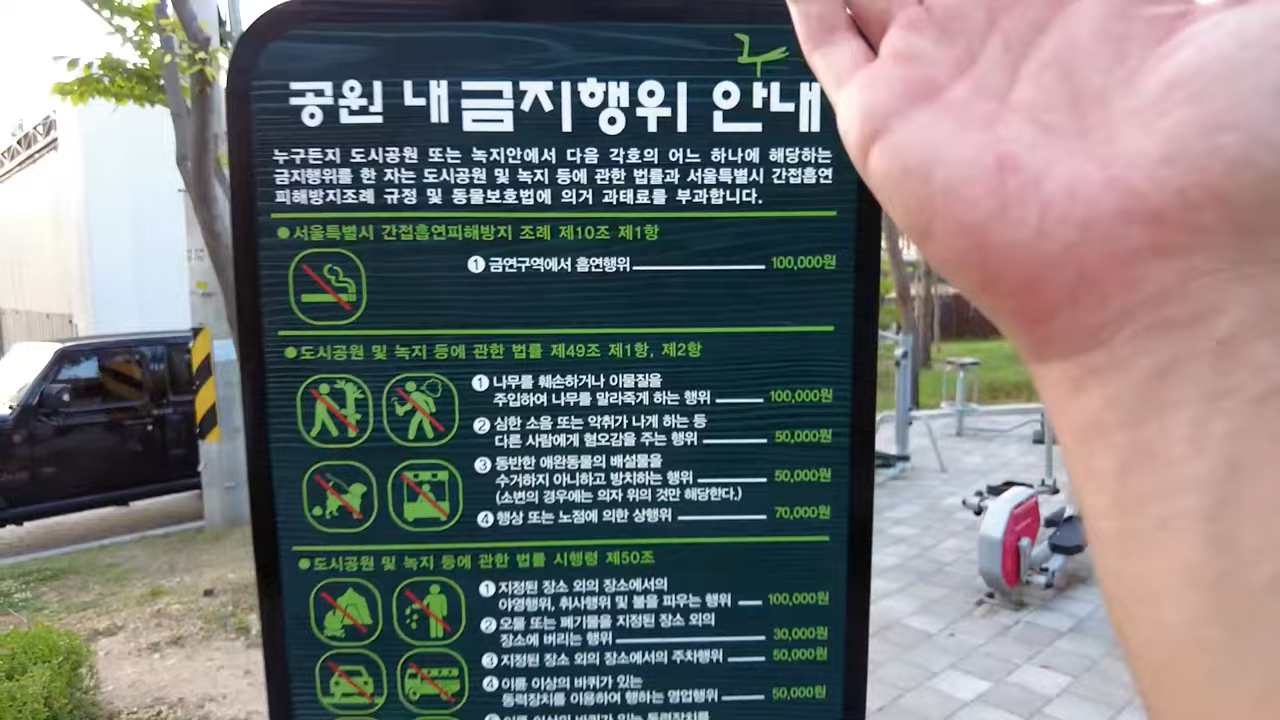 공원 내 금지행위 안내
누구든지 도시공원 또는 녹지안에서 다음 각호의 어느 하나에 해당하는
금지행위를 한 자는 도시공원 및 녹지 등에 관한 법률과 서울특별시 간접흡연
피해방지조례 규정 및 동물보호법에 의거 과태료를 부과합니다.
●서울특별시 간접흡연피해방지 조례 제10조 제1항
① 금연구역에서 흡연행위 100,000원
●도시공원 및 녹지 등에 관한 법률 제49조 제1항, 제2항
① 나무를 훼손하거나 이물질을
주입하여 나무를 말라죽게 하는 행위 100,000원
② 심한 소음 또는 악취가 나게 하는 등
다른 사람에게 혐오감을 주는 행위 50,000원
③ 동반한 애완동물의 배설물을
수거하지 아니하고 방치하는 행위 50,000원
(소변의 경우에는 의자 위의 것만 해당한다.)
④ 행상 또는 노점에 의한 상행위 70,000원
●도시공원 및 녹지 등에 관한 법률 시행령 제50조
① 지정된 장소 외의 장소에서의
야영행위, 취사행위 및 불을 피우는 행위 100,000원
② 오물 또는 폐기물을 지정된 장소 외의
장소에 버리는 행위 30,000원
③ 지정된 장소 외의 장소에서의 주차행위 50,000원
④ 이륜 이상의 바퀴가 있는
동력장치를 이용하여 행하는 영업행위 50,000원